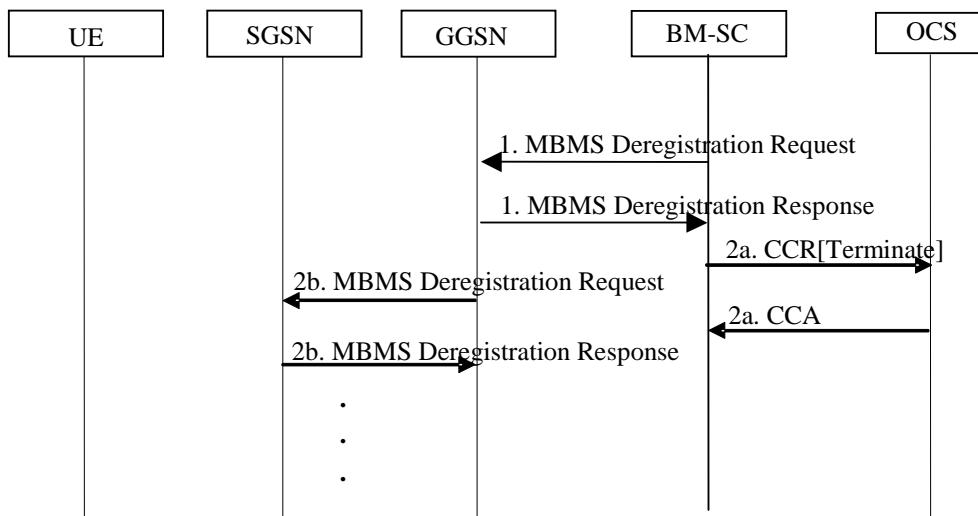 UE
SGSN
GGSN
BM-SC
OCS
1. MBMS Deregistration Request
1. MBMS Deregistration Response
2a. CCR[Terminate]
2b. MBMS Deregistration Request
2a. CCA
2b. MBMS Deregistration Response
.
.
.